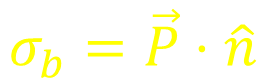 σ_b = P⃗ · n̂